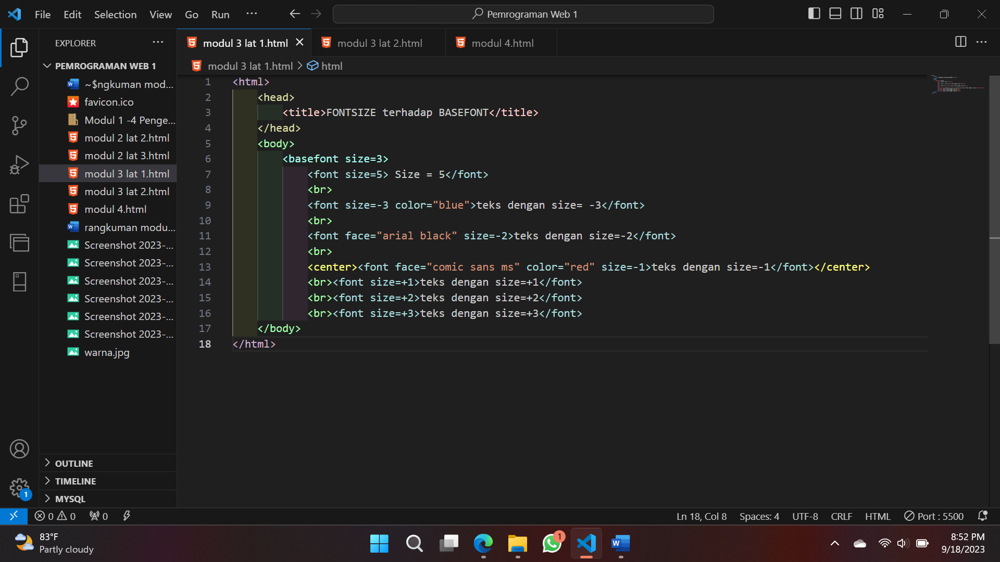 File Edit Selection View Go Run ···
Pemrograman Web 1
EXPLORER ···
PEMROGRAMAN WEB 1
~$ngkuman mod...
favicon.ico
Modul 1 -4 Penge...
modul 2 lat 2.html
modul 2 lat 3.html
modul 3 lat 1.html
modul 3 lat 2.html
modul 4.html
rangkuman modu...
Screenshot 2023-...
Screenshot 2023-...
Screenshot 2023-...
Screenshot 2023-...
Screenshot 2023-...
Screenshot 2023-...
warna.jpg
OUTLINE
TIMELINE
MYSQL
1
modul 3 lat 1.html modul 3 lat 2.html modul 4.html
modul 3 lat 1.html > html
1 <html>
2 <head>
3 <title>FONTSIZE terhadap BASEFONT</title>
4 </head>
5 <body>
6 <basefont size=3>
7 <font size=5> Size = 5</font>
8 <br>
9 <font size=-3 color="blue">teks dengan size= -3</font>
10 <br>
11 <font face="arial black" size=-2>teks dengan size=-2</font>
12 <br>
13 <center><font face="comic sans ms" color="red" size=-1>teks dengan size=-1</font></center>
14 <br><font size=+1>teks dengan size=+1</font>
15 <br><font size=+2>teks dengan size=+2</font>
16 <br><font size=+3>teks dengan size=+3</font>
17 </body>
18 </html>
0 0 0 Ln 18, Col 8 Spaces: 4 UTF-8 CRLF HTML Port : 5500
83°F
Partly cloudy
1
W
8:52 PM
9/18/2023